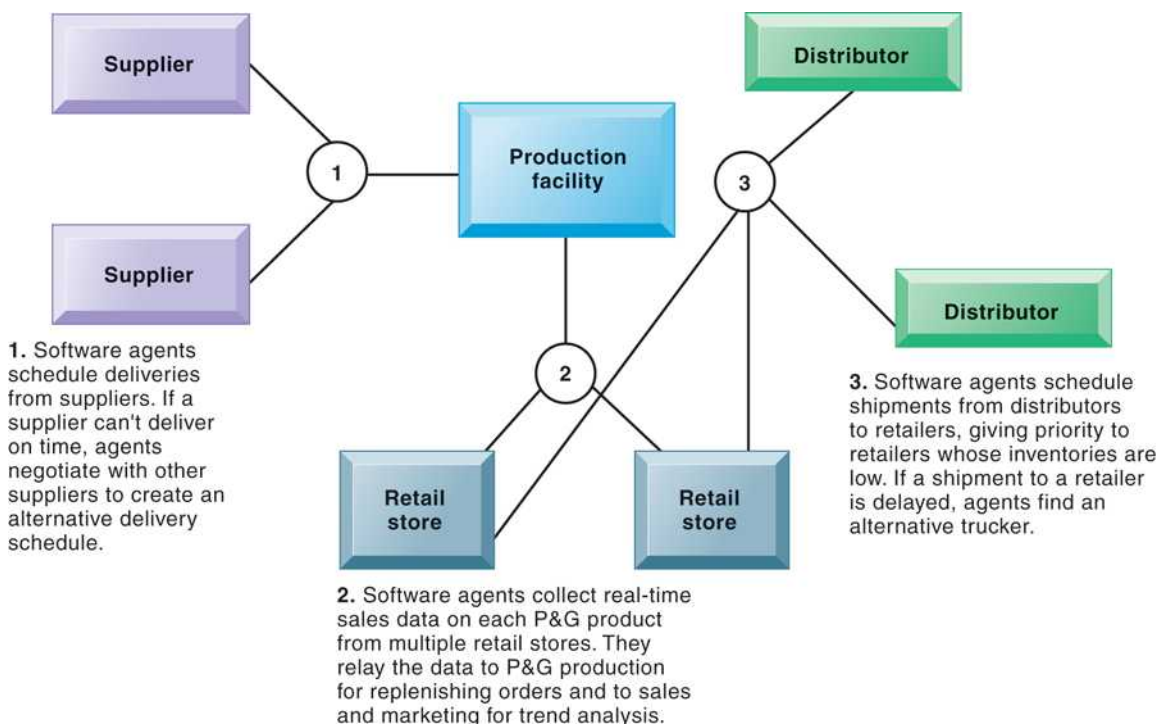 Supplier
Distributor
Production
facility
1
3
Supplier
Distributor
1. Software agents
schedule deliveries
from suppliers. If a
supplier can't deliver
on time, agents
negotiate with other
suppliers to create an
alternative delivery
schedule.
2
3. Software agents schedule
shipments from distributors
to retailers, giving priority to
retailers whose inventories are
low. If a shipment to a retailer
is delayed, agents find an
alternative trucker.
Retail
store
Retail
store
2. Software agents collect real-time
sales data on each P&G product
from multiple retail stores. They
relay the data to P&G production
for replenishing orders and to sales
and marketing for trend analysis.